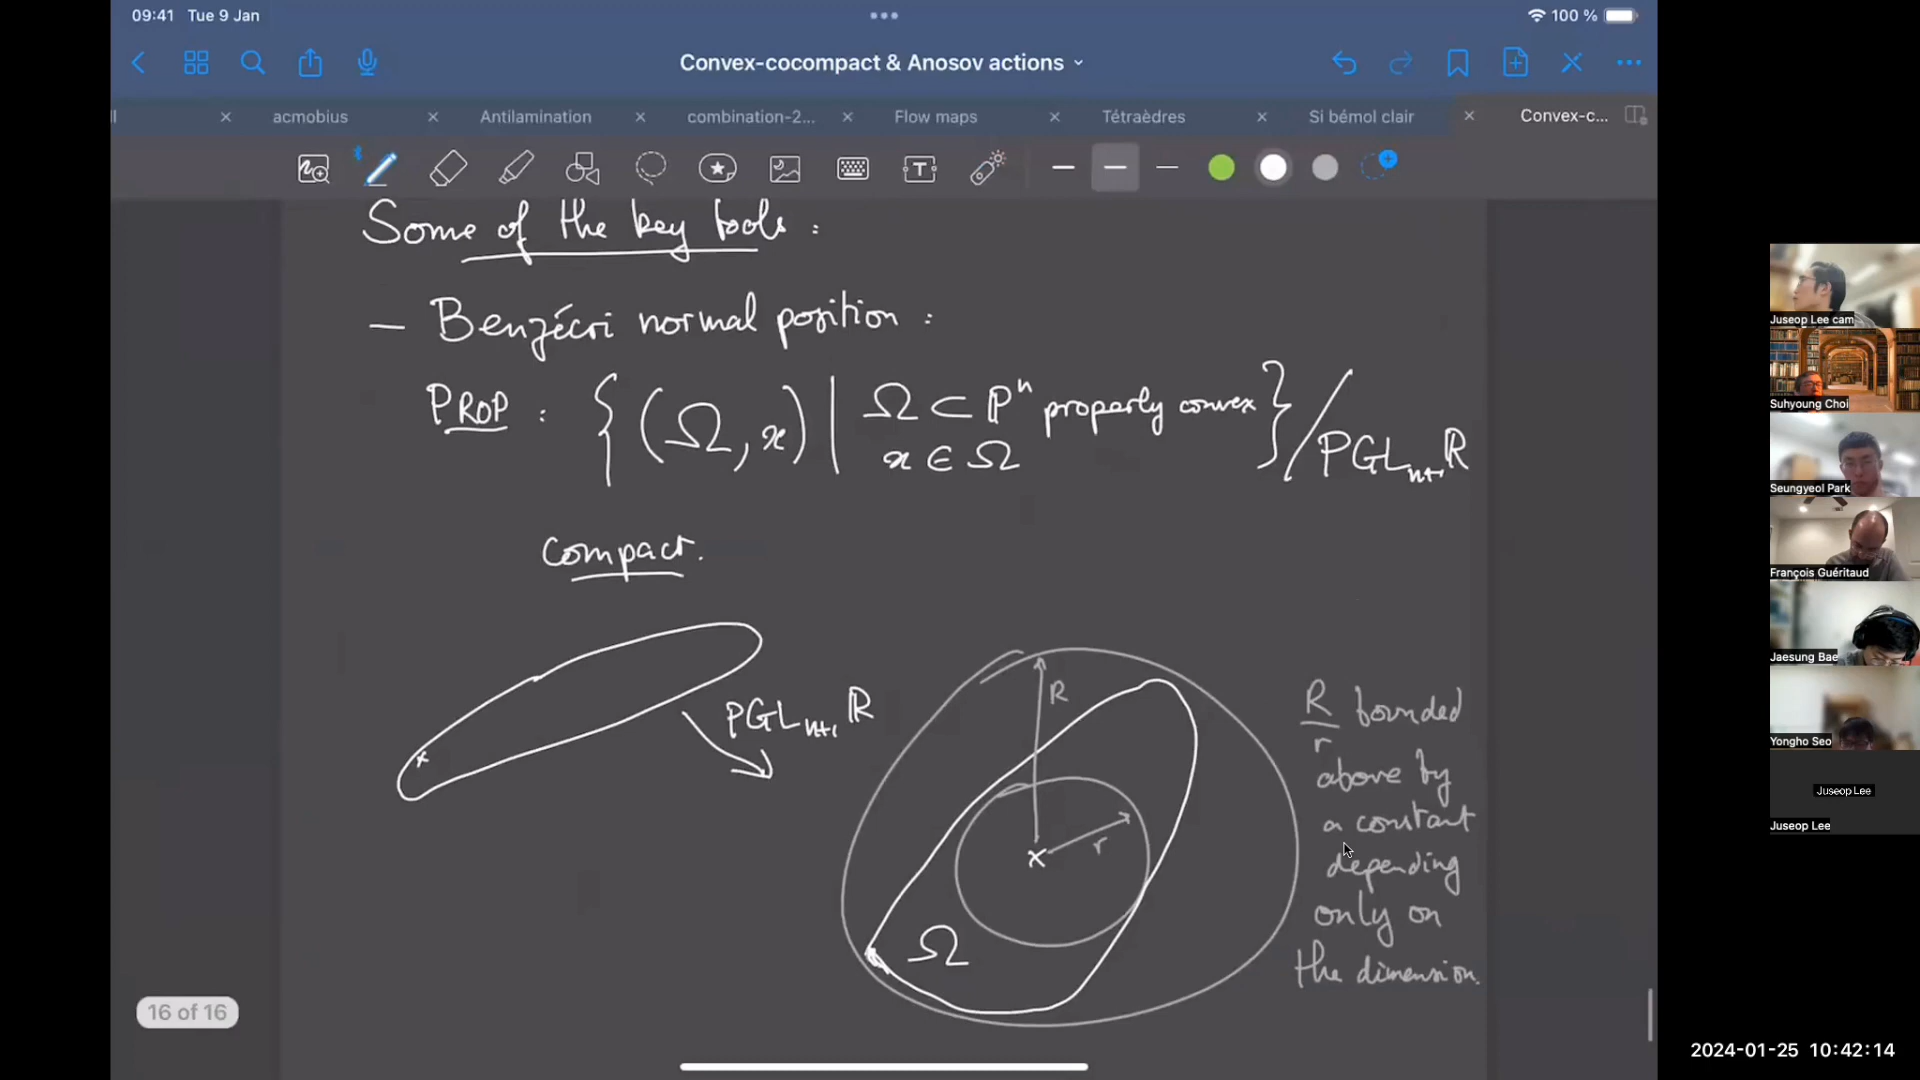 09:41 Tue 9 Jan
100 %
Convex-cocompact & Anosov actions
acmobius
Antilamination
combination-2...
Flow maps
Tétraèdres
Si bémol clair
Convex-c...
Some of the key tools :
— Benzécri normal position :
PROP : { (Ω, x) | Ω ⊂ ℙⁿ properly convex } / PGLₙ₊₁ ℝ
x ∈ Ω
compact.
PGLₙ₊₁ ℝ
x
R
r
x
Ω
R/r bounded
above by
a constant
depending
only on
the dimension.
16 of 16
Juseop Lee cam
Suhyoung Choi
Seungyeol Park
François Guéritaud
Jaesung Bae
Yongho Seo
Juseop Lee
Juseop Lee
2024-01-25 10:42:14